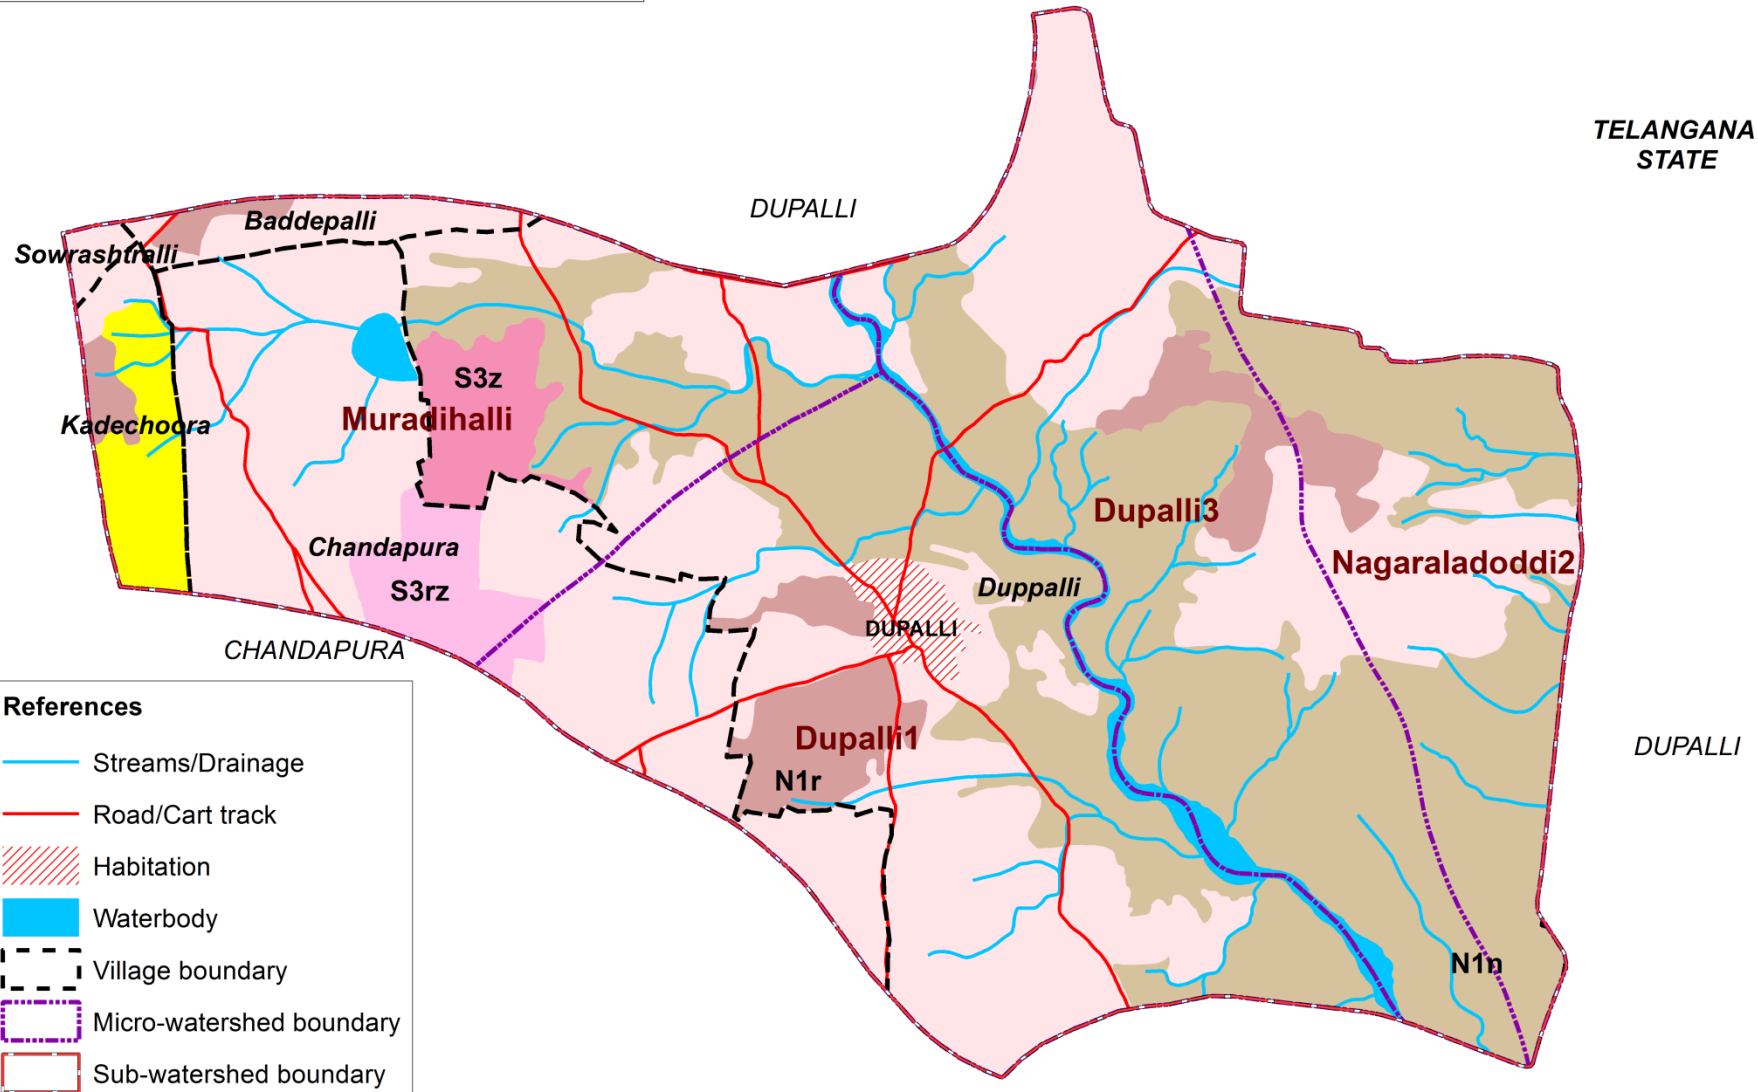 TELANGANA
STATE
DUPALLI
Baddepalli
Sowrashtralli
S3z
Muradihalli
Kadechoora
Dupalli3
Chandapura
Nagaraladoddi2
S3rz
Duppalli
DUPALLI
CHANDAPURA
Dupalli1
DUPALLI
N1r
N1n
References
Streams/Drainage
Road/Cart track
Habitation
Waterbody
Village boundary
Micro-watershed boundary
Sub-watershed boundary